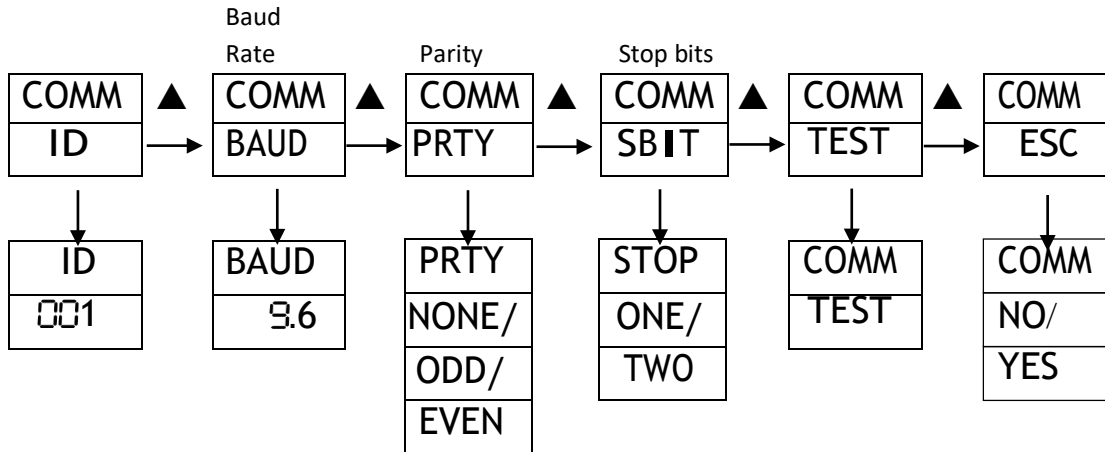 Baud
Rate
Parity
Stop bits
COMM ▲ COMM ▲ COMM ▲ COMM ▲ COMM ▲ COMM
ID BAUD PRTY SBIT TEST ESC
ID BAUD PRTY STOP COMM COMM
001 9.6 NONE/ ONE/ TEST NO/
ODD/ TWO YES
EVEN